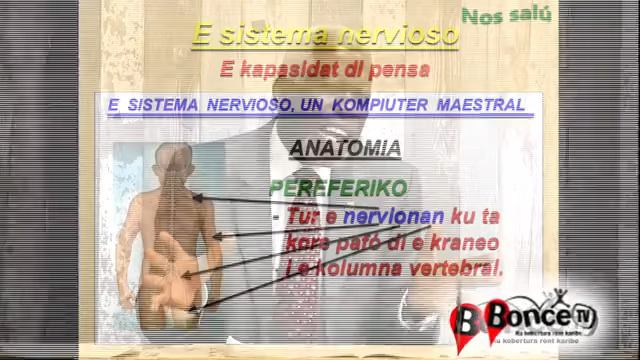 Nos salú
E sistema nervioso
E kapasidat di pensa
E SISTEMA NERVIOSO, UN KOMPIUTER MAESTRAL
ANATOMIA
PEREFERIKO
- Tur e nervionan ku ta
kore pafó di e kraneo
i e kolumna vertebral.
Bonce TV
Ku kobertura ront karibe